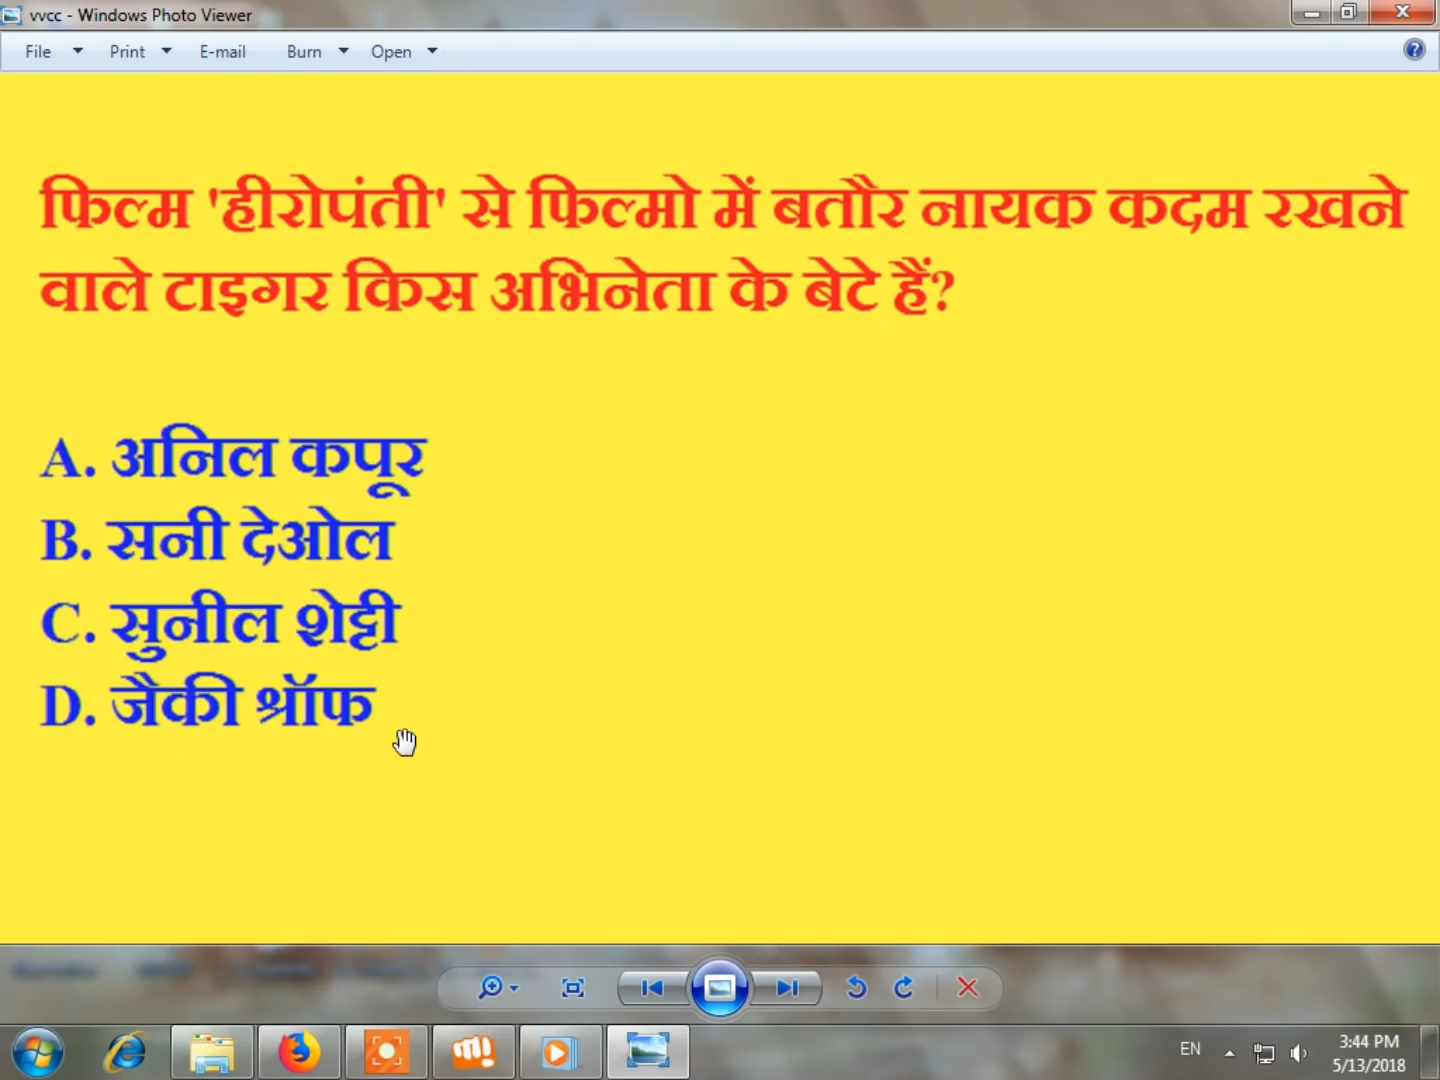 vvcc - Windows Photo Viewer
File Print E-mail Burn Open
फिल्म 'हीरोपंती' से फिल्मो में बतौर नायक कदम रखने
वाले टाइगर किस अभिनेता के बेटे हैं?
A. अनिल कपूर
B. सनी देओल
C. सुनील शेट्टी
D. जैकी श्रॉफ
EN
3:44 PM
5/13/2018